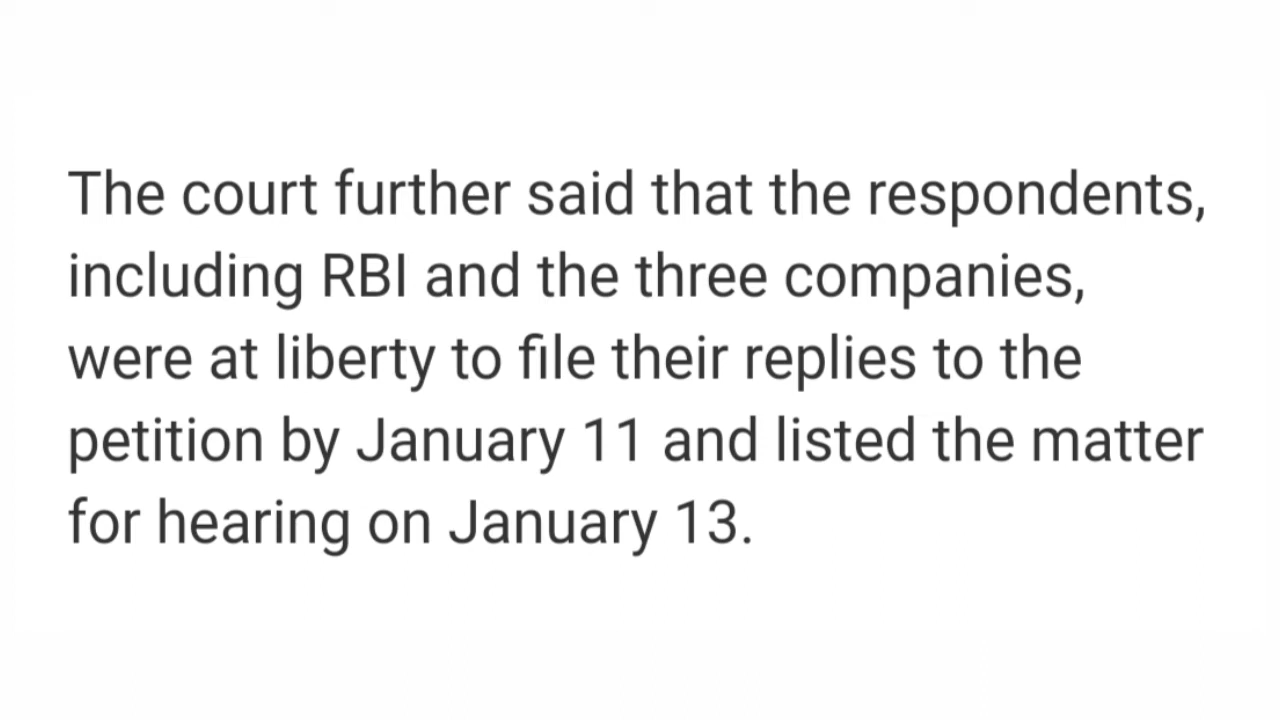 The court further said that the respondents,
including RBI and the three companies,
were at liberty to file their replies to the
petition by January 11 and listed the matter
for hearing on January 13.